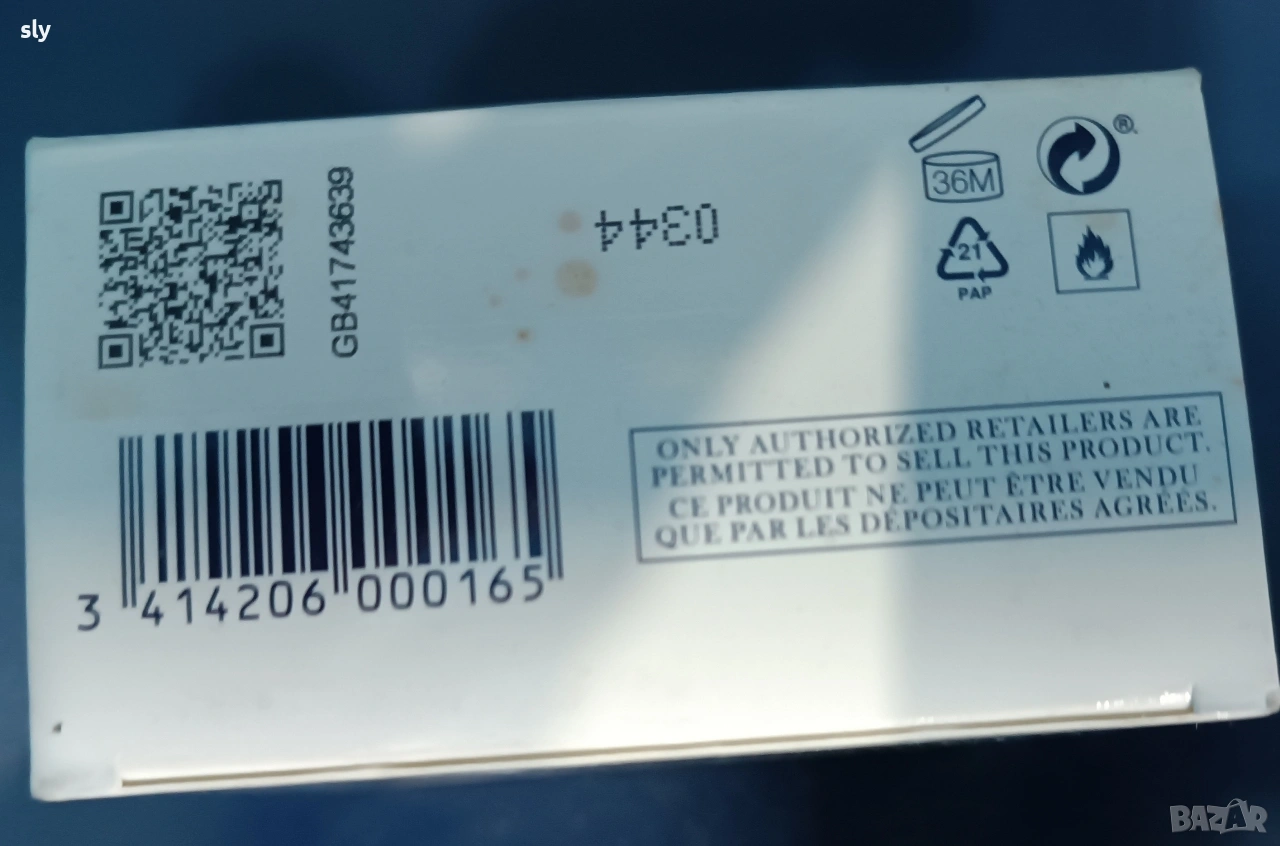 sly
GB41743639
0344
36M
®
21
PAP
3 414206 000165
ONLY AUTHORIZED RETAILERS ARE
PERMITTED TO SELL THIS PRODUCT.
CE PRODUIT NE PEUT ÊTRE VENDU
QUE PAR LES DÉPOSITAIRES AGRÉÉS.
BAZAR